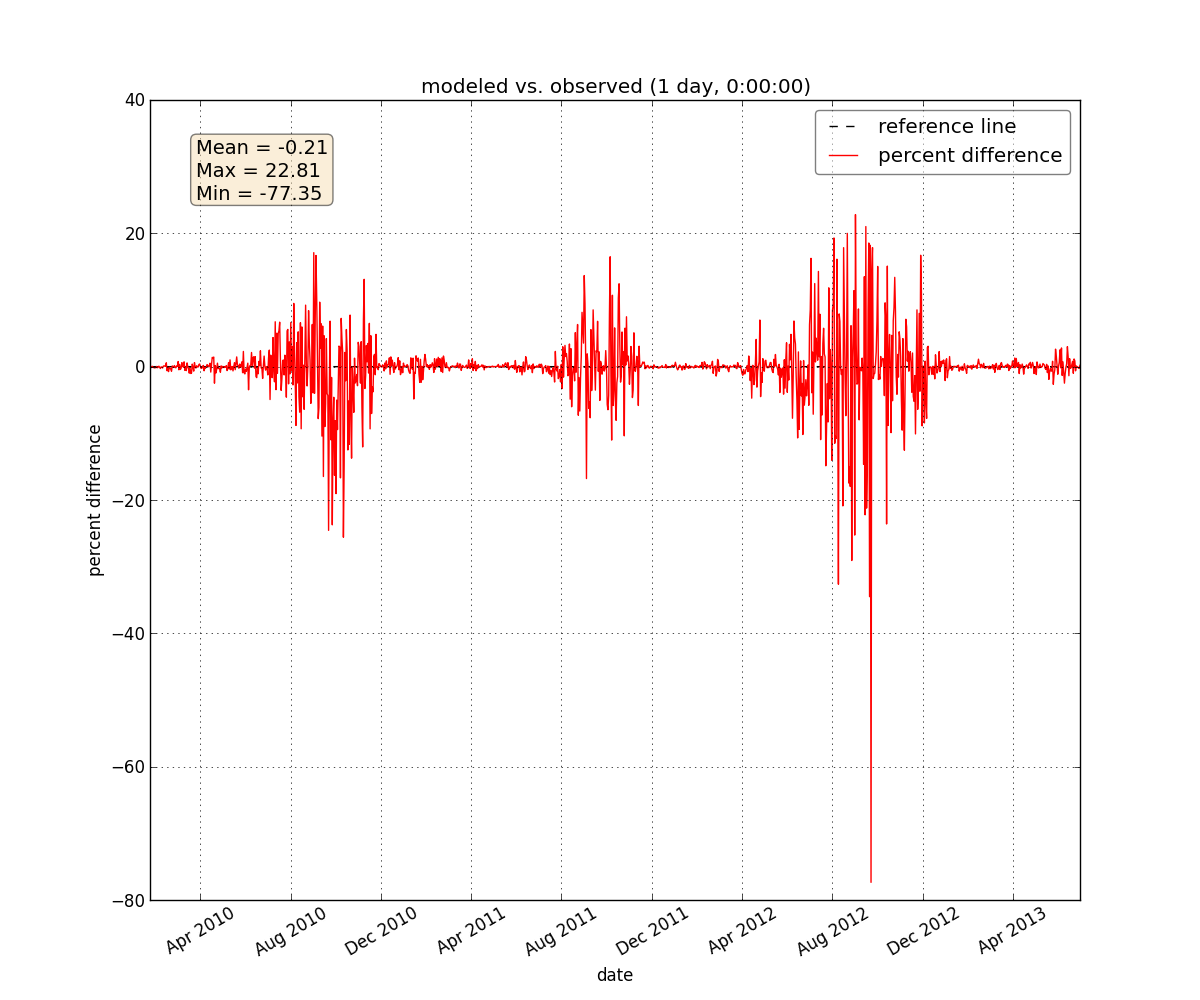 modeled vs. observed (1 day, 0:00:00)
40
20
0
−20
−40
−60
−80
percent difference
Mean = -0.21
Max = 22.81
Min = -77.35
reference line
percent difference
Apr 2010
Aug 2010
Dec 2010
Apr 2011
Aug 2011
Dec 2011
Apr 2012
Aug 2012
Dec 2012
Apr 2013
date